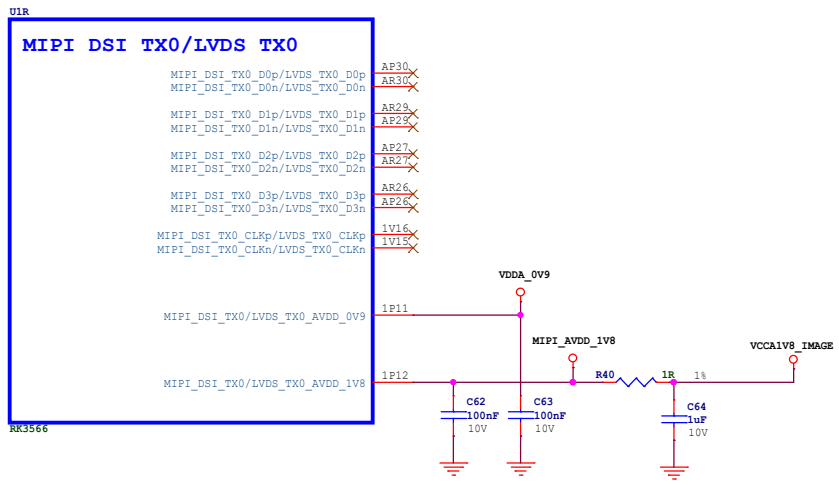 U1R
MIPI DSI TX0/LVDS TX0
MIPI_DSI_TX0_D0p/LVDS_TX0_D0p AP30
MIPI_DSI_TX0_D0n/LVDS_TX0_D0n AR30
MIPI_DSI_TX0_D1p/LVDS_TX0_D1p AR29
MIPI_DSI_TX0_D1n/LVDS_TX0_D1n AP29
MIPI_DSI_TX0_D2p/LVDS_TX0_D2p AP27
MIPI_DSI_TX0_D2n/LVDS_TX0_D2n AR27
MIPI_DSI_TX0_D3p/LVDS_TX0_D3p AR26
MIPI_DSI_TX0_D3n/LVDS_TX0_D3n AP26
MIPI_DSI_TX0_CLKp/LVDS_TX0_CLKp 1V16
MIPI_DSI_TX0_CLKn/LVDS_TX0_CLKn 1V15
VDDA_0V9
MIPI_DSI_TX0/LVDS_TX0_AVDD_0V9 1P11
MIPI_AVDD_1V8 VCCA1V8_IMAGE
MIPI_DSI_TX0/LVDS_TX0_AVDD_1V8 1P12 R40 1R 1%
C62 C63 C64
100nF 100nF 1uF
10V 10V 10V
RK3566